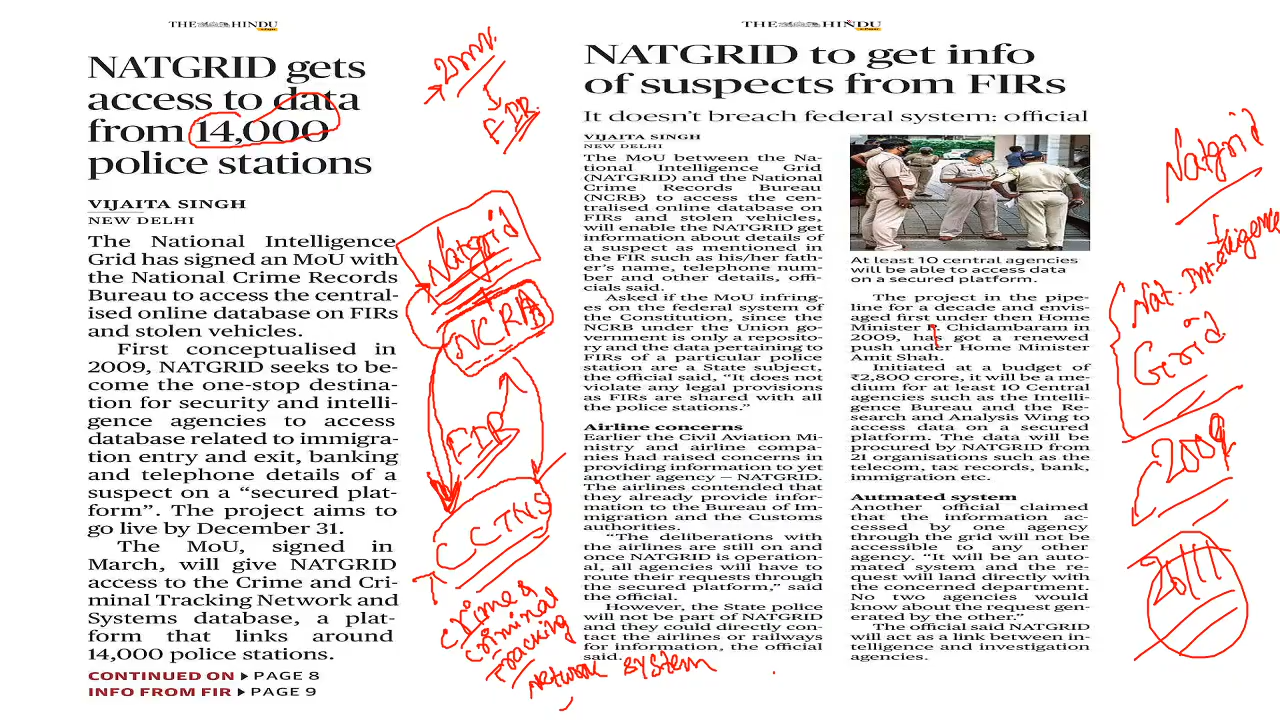 THE HINDU
NATGRID gets
access to data
from 14,000
police stations
VIJAITA SINGH
NEW DELHI
The National Intelligence
Grid has signed an MoU with
the National Crime Records
Bureau to access the central-
ised online database on FIRs
and stolen vehicles.
First conceptualised in
2009, NATGRID seeks to be-
come the one-stop destina-
tion for security and intelli-
gence agencies to access
database related to immigra-
tion entry and exit, banking
and telephone details of a
suspect on a “secured plat-
form”. The project aims to
go live by December 31.
The MoU, signed in
March, will give NATGRID
access to the Crime and Cri-
minal Tracking Network and
Systems database, a plat-
form that links around
14,000 police stations.
CONTINUED ON PAGE 8
INFO FROM FIR PAGE 9
FIR
Natgrid
NCRB
FIR
CCTNS
Crime &
Criminal
Tracking
Network System
THE HINDU
NATGRID to get info
of suspects from FIRs
It doesn’t breach federal system: official
VIJAITA SINGH
NEW DELHI
The MoU between the Na-
tional Intelligence Grid
(NATGRID) and the National
Crime Records Bureau
(NCRB) to access the cen-
tralised online database on
FIRs and stolen vehicles,
will enable the NATGRID get
information about details of
a suspect as mentioned in
the FIR such as his/her fath-
er’s name, telephone num-
ber and other details, offi-
cials said.
Asked if the MoU infring-
es on the federal system of
the Constitution, since the
NCRB under the Union go-
vernment is only a reposito-
ry and the data pertaining to
FIRs of a particular police
station are a State subject,
the official said, “It does not
violate any legal provisions
as FIRs are shared with all
the police stations.”
Airline concerns
Earlier the Civil Aviation Mi-
nistry and airline compa-
nies had raised concerns in
providing information to yet
another agency — NATGRID.
The airlines contended that
they already provide infor-
mation to the Bureau of Im-
migration and the Customs
authorities.
“The deliberations with
the airlines are still on and
once NATGRID is operation-
al, all agencies will have to
route their requests through
the secured platform,” said
the official.
However, the State police
will not be part of NATGRID
and they could directly con-
tact the airlines or railways
for information, the official
said.
At least 10 central agencies
will be able to access data
on a secured platform.
The project in the pipe-
line for a decade and envis-
aged first under then Home
Minister P. Chidambaram in
2009, has got a renewed
push under Home Minister
Amit Shah.
Initiated at a budget of
₹2,800 crore, it will be a me-
dium for at least 10 Central
agencies such as the Intelli-
gence Bureau and the Re-
search and Analysis Wing to
access data on a secured
platform. The data will be
procured by NATGRID from
21 organisations such as the
telecom, tax records, bank,
immigration etc.
Autmated system
Another official claimed
that the information ac-
cessed by one agency
through the grid will not be
accessible to any other
agency. “It will be an auto-
mated system and the re-
quest will land directly with
the concerned department.
No two agencies would
know about the request gen-
erated by the other.”
The official said NATGRID
will act as a link between in-
telligence and investigation
agencies.
Natgrid
Nat. Intelligence
Grid
2009